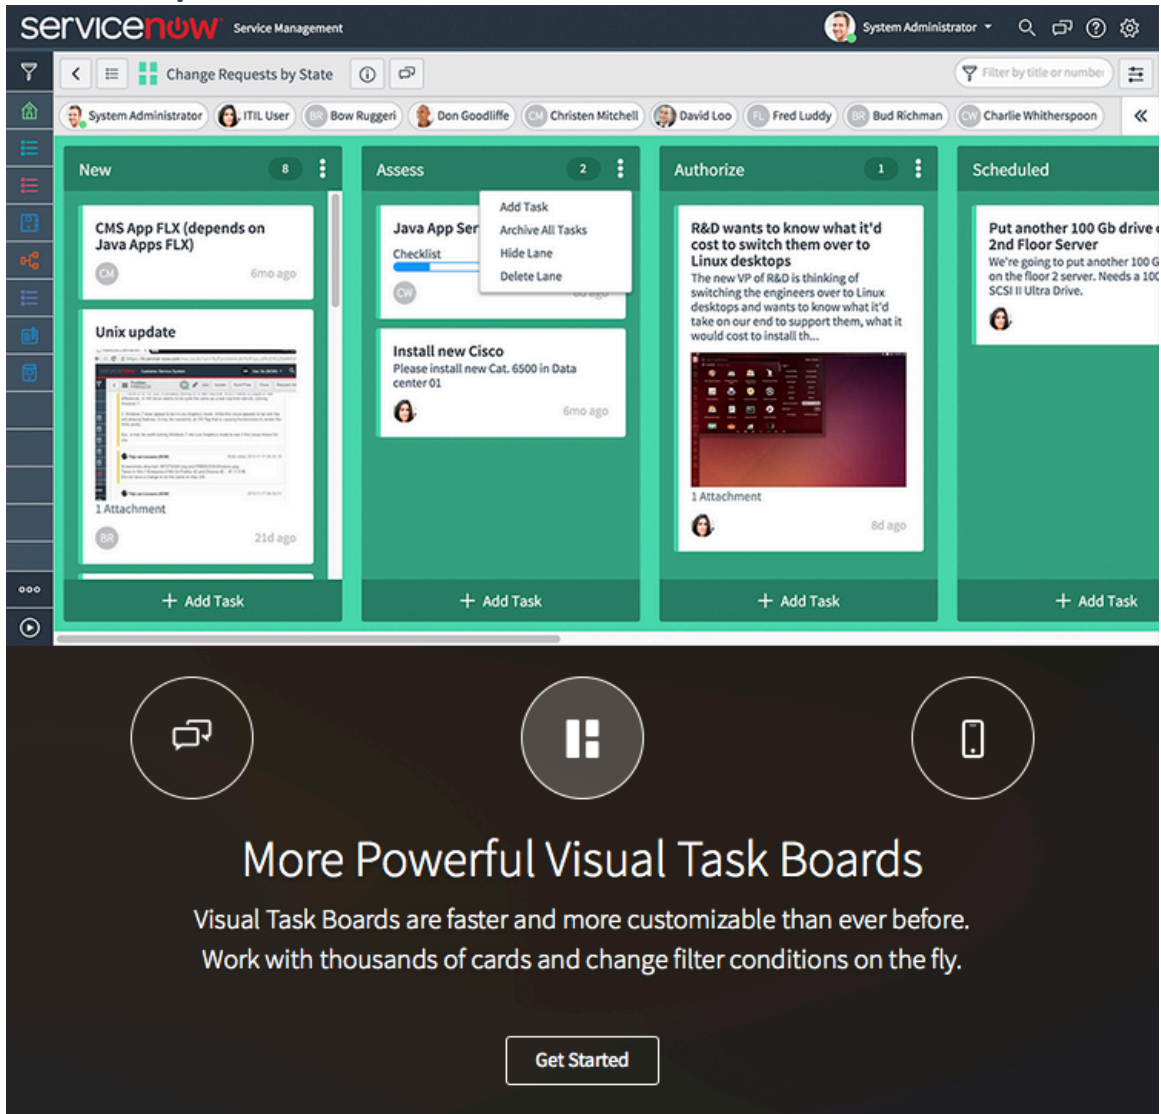 servicenow Service Management
System Administrator
Change Requests by State
Filter by title or number
System Administrator
ITIL User
BR Bow Ruggeri
Don Goodliffe
CM Christen Mitchell
David Loo
FL Fred Luddy
BR Bud Richman
CW Charlie Whitherspoon
New 8
CMS App FLX (depends on
Java Apps FLX)
CM 6mo ago
Unix update
1 Attachment
BR 21d ago
+ Add Task
Assess 2
Add Task
Archive All Tasks
Hide Lane
Delete Lane
Java App Ser
Checklist
CW
Install new Cisco
Please install new Cat. 6500 in Data
center 01
6mo ago
+ Add Task
Authorize 1
R&D wants to know what it'd
cost to switch them over to
Linux desktops
The new VP of R&D is thinking of
switching the engineers over to Linux
desktops and wants to know what it'd
take on our end to support them, what it
would cost to install th...
1 Attachment
8d ago
+ Add Task
Scheduled
Put another 100 Gb drive
2nd Floor Server
We're going to put another 100 G
on the floor 2 server. Needs a 100
SCSI II Ultra Drive.
+ Add Task
More Powerful Visual Task Boards
Visual Task Boards are faster and more customizable than ever before.
Work with thousands of cards and change filter conditions on the fly.
Get Started